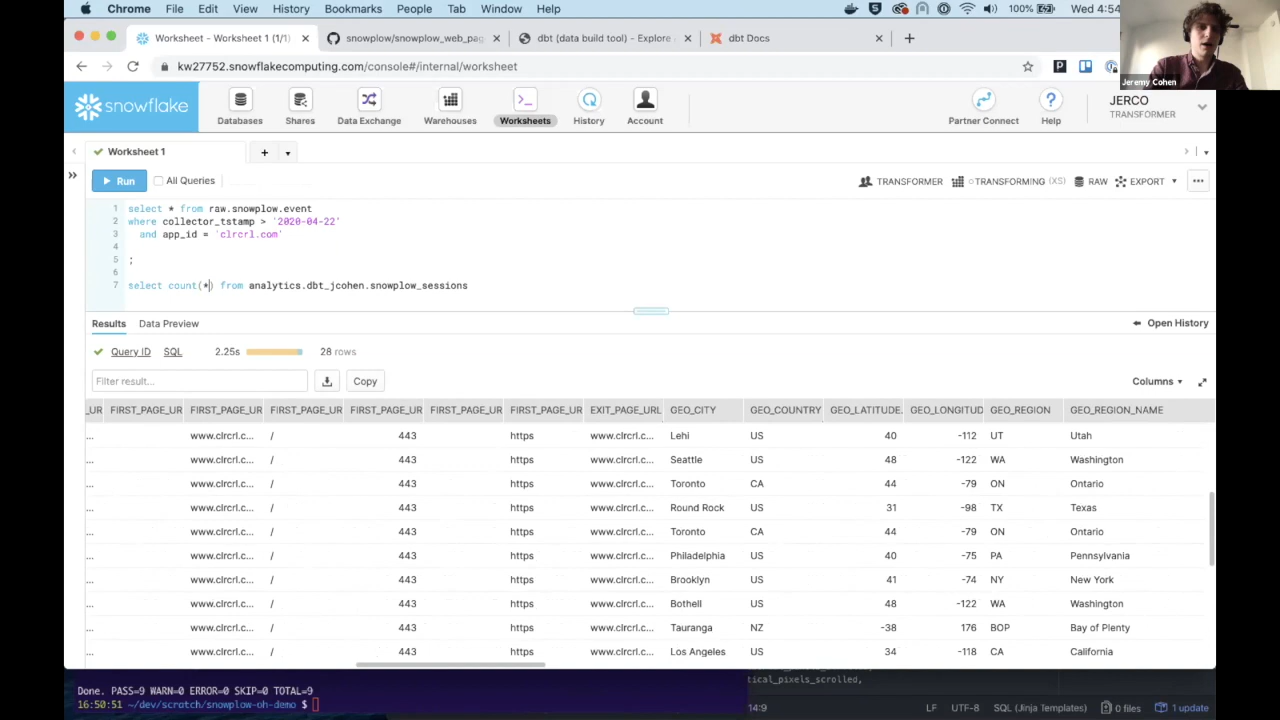 Chrome File Edit View History Bookmarks People Tab Window Help 100% Wed 4:54
Worksheet - Worksheet 1 (1/1) snowplow/snowplow_web_pag dbt (data build tool) - Explore dbt Docs
kw27752.snowflakecomputing.com/console#/internal/worksheet
Jeremy Cohen
snowflake Databases Shares Data Exchange Warehouses Worksheets History Account Partner Connect Help JERCO
TRANSFORMER
Worksheet 1
Run All Queries TRANSFORMER TRANSFORMING (XS) RAW EXPORT
1 select * from raw.snowplow.event
2 where collector_tstamp > '2020-04-22'
3 and app_id = 'clrcrl.com'
4
5 ;
6
7 select count(*) from analytics.dbt_jcohen.snowplow_sessions
Results Data Preview Open History
Query ID SQL 2.25s 28 rows
Filter result... Copy Columns
_UR FIRST_PAGE_UR FIRST_PAGE_UR FIRST_PAGE_UR FIRST_PAGE_UR FIRST_PAGE_UR FIRST_PAGE_UR EXIT_PAGE_URL GEO_CITY GEO_COUNTRY GEO_LATITUDE. GEO_LONGITUD GEO_REGION GEO_REGION_NAME
... www.clrcrl.c... / 443 https www.clrcrl.c... Lehi US 40 -112 UT Utah
... www.clrcrl.c... / 443 https www.clrcrl.c... Seattle US 48 -122 WA Washington
... www.clrcrl.c... / 443 https www.clrcrl.c... Toronto CA 44 -79 ON Ontario
... www.clrcrl.c... / 443 https www.clrcrl.c... Round Rock US 31 -98 TX Texas
... www.clrcrl.c... / 443 https www.clrcrl.c... Toronto CA 44 -79 ON Ontario
... www.clrcrl.c... / 443 https www.clrcrl.c... Philadelphia US 40 -75 PA Pennsylvania
... www.clrcrl.c... / 443 https www.clrcrl.c... Brooklyn US 41 -74 NY New York
... www.clrcrl.c... / 443 https www.clrcrl.c... Bothell US 48 -122 WA Washington
... www.clrcrl.c... / 443 https www.clrcrl.c... Tauranga NZ -38 176 BOP Bay of Plenty
... www.clrcrl.c... / 443 https www.clrcrl.c... Los Angeles US 34 -118 CA California
tical_pixels_scrolled,
Done. PASS=9 WARN=0 ERROR=0 SKIP=0 TOTAL=9
16:50:51 ~/dev/scrotch/snowplow-oh-demo $
14:9 LF UTF-8 SQL (Jinja Templates) 0 files 1 update